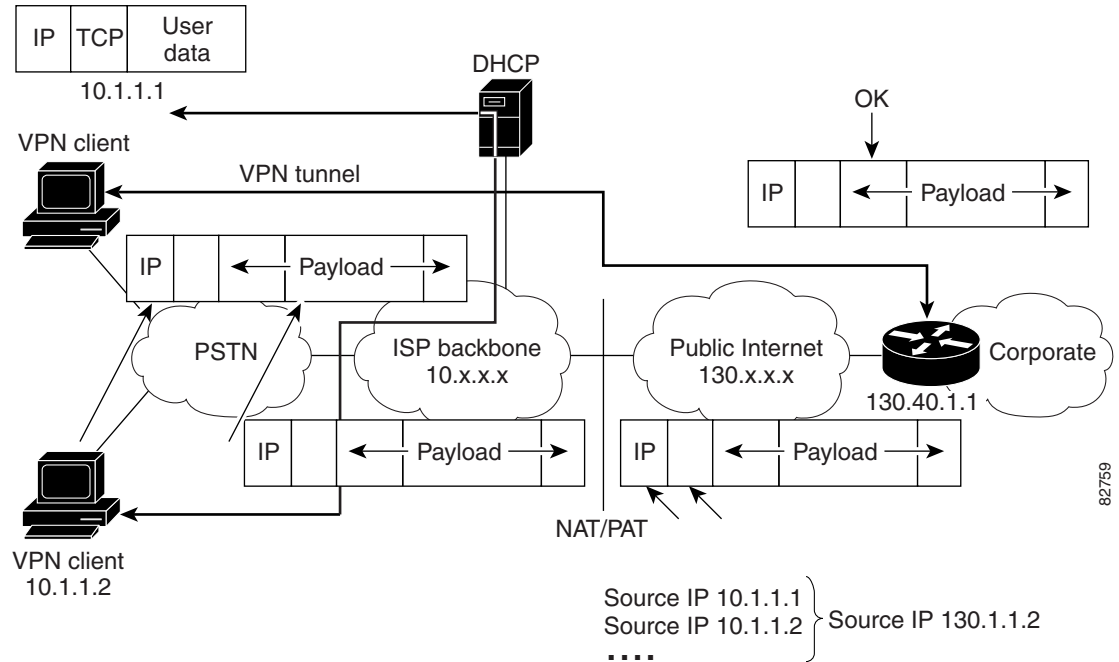 IP TCP User data
10.1.1.1
DHCP
OK
VPN client
VPN tunnel
IP Payload
IP Payload
PSTN
ISP backbone
10.x.x.x
Public Internet
130.x.x.x
Corporate
130.40.1.1
IP Payload
IP Payload
NAT/PAT
VPN client
10.1.1.2
82759
Source IP 10.1.1.1
Source IP 10.1.1.2
....
Source IP 130.1.1.2